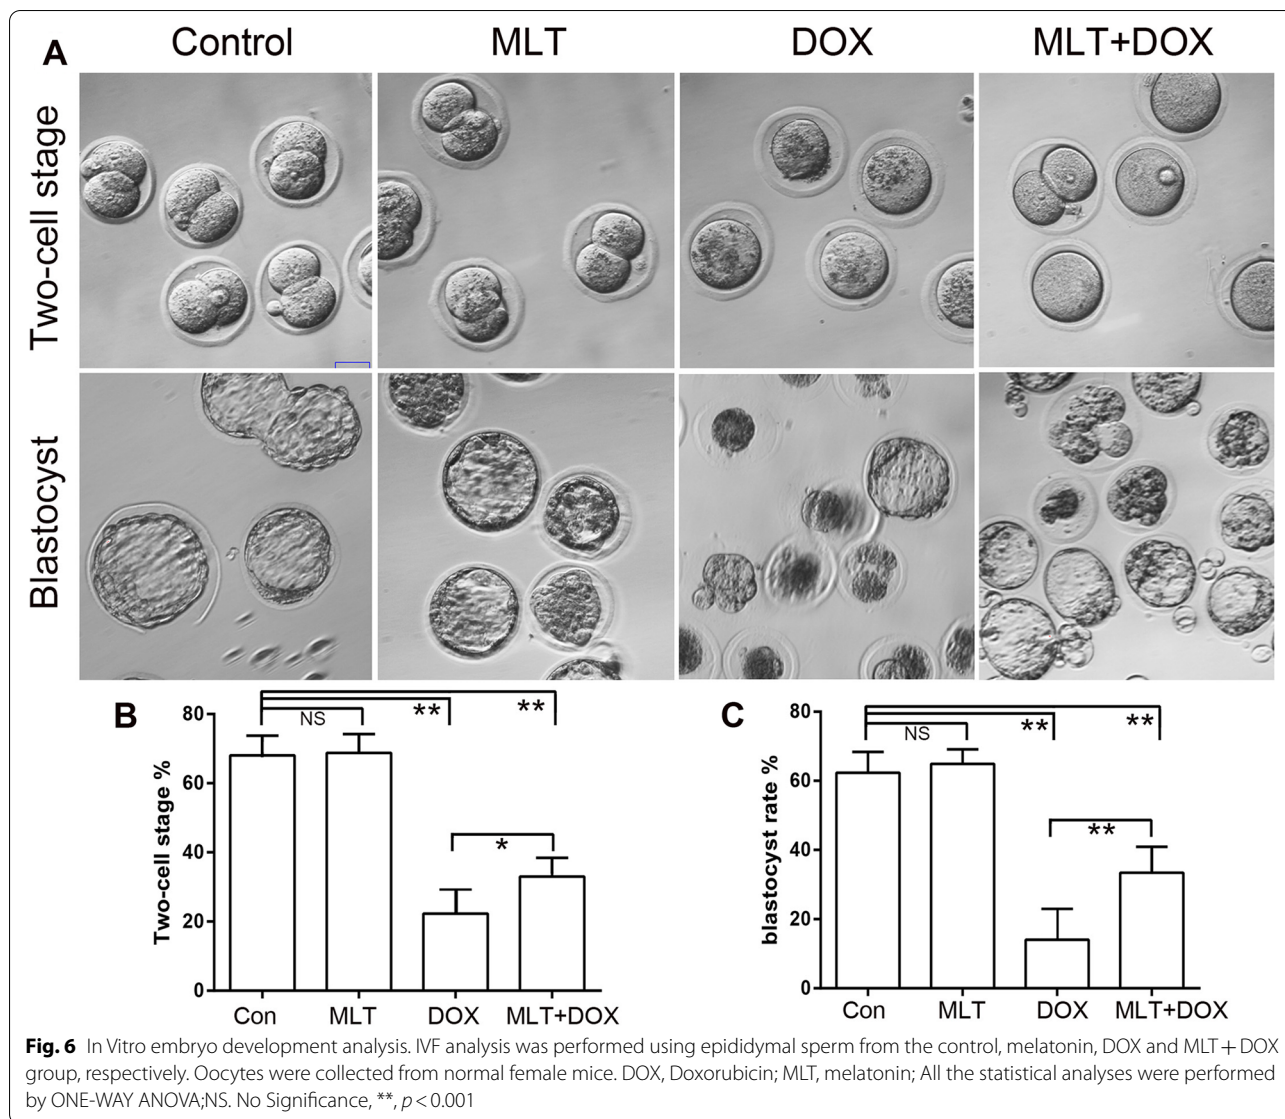 A
Control
MLT
DOX
MLT+DOX
Two-cell stage
Blastocyst
B
Two-cell stage %
80
60
40
20
0
NS
**
**
*
Con
MLT
DOX
MLT+DOX
C
blastocyst rate %
80
60
40
20
0
NS
**
**
**
Con
MLT
DOX
MLT+DOX
Fig. 6 In Vitro embryo development analysis. IVF analysis was performed using epididymal sperm from the control, melatonin, DOX and MLT + DOX
group, respectively. Oocytes were collected from normal female mice. DOX, Doxorubicin; MLT, melatonin; All the statistical analyses were performed
by ONE-WAY ANOVA;NS. No Significance, **, p < 0.001